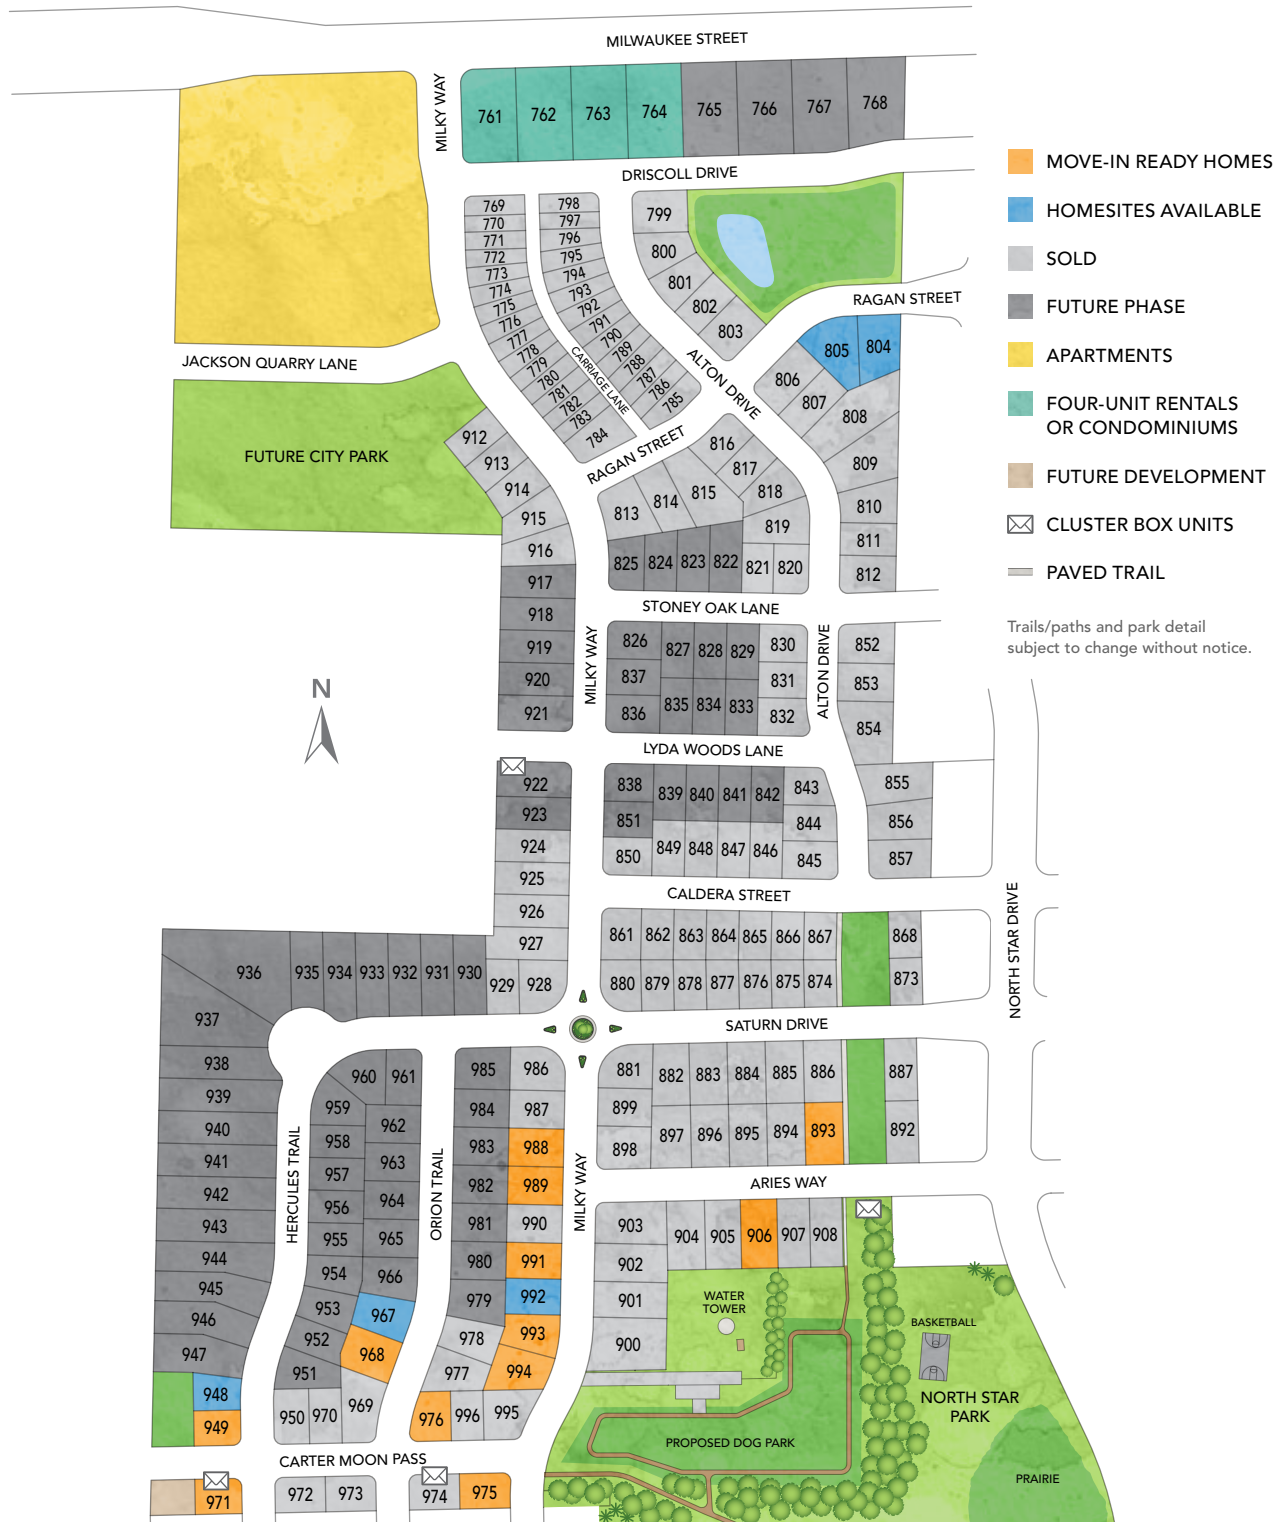 MILWAUKEE STREET
MILKY WAY
761 762 763 764 765 766 767 768
DRISCOLL DRIVE
MOVE-IN READY HOMES
HOMESITES AVAILABLE
SOLD
FUTURE PHASE
APARTMENTS
FOUR-UNIT RENTALS
OR CONDOMINIUMS
FUTURE DEVELOPMENT
CLUSTER BOX UNITS
PAVED TRAIL
Trails/paths and park detail
subject to change without notice.
769
770
771
772
773
774
775
776
777
778
779
780
781
782
783
784
798
797
796
795
794
793
792
791
790
789
788
787
786
785
CARRIAGE LANE
799
800
801
802
803
RAGAN STREET
ALTON DRIVE
805 804
806
807
808
809
810
811
812
JACKSON QUARRY LANE
FUTURE CITY PARK
912
913
914
915
916
917
918
919
920
921
RAGAN STREET
816
817
818
819
813 814 815
825 824 823 822 821 820
STONEY OAK LANE
MILKY WAY
826 827 828 829 830
837 831
836 835 834 833 832
ALTON DRIVE
852
853
854
855
856
857
N
LYDA WOODS LANE
922
923
924
925
926
927
929 928
838 839 840 841 842 843
851 844
850 849 848 847 846 845
CALDERA STREET
NORTH STAR DRIVE
861 862 863 864 865 866 867 868
880 879 878 877 876 875 874 873
SATURN DRIVE
936 935 934 933 932 931 930
937
938
939
940
941
942
943
944
945
946
947
948
949
HERCULES TRAIL
960 961
959
958
957
956
955
954
953
952
951
950 970 969
962
963
964
965
966
967
968
ORION TRAIL
985 986
984 987
983 988
982 989
981 990
980 991
979 992
978 993
977 994
976 996 995
MILKY WAY
881 882 883 884 885 886 887
899
898 897 896 895 894 893 892
ARIES WAY
903 904 905 906 907 908
902
901
900
WATER
TOWER
BASKETBALL
NORTH STAR
PARK
PROPOSED DOG PARK
PRAIRIE
CARTER MOON PASS
971 972 973 974 975